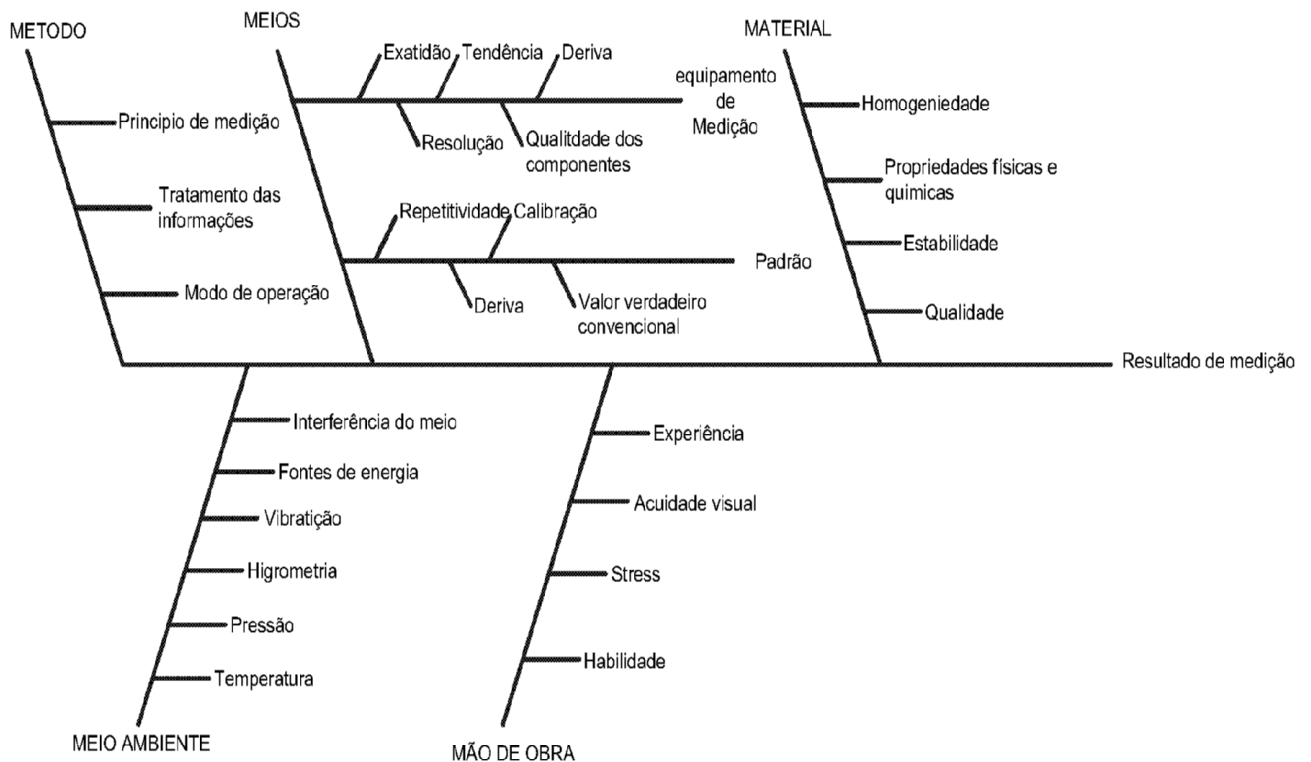 METODO
MEIOS
MATERIAL
Exatidão
Tendência
Deriva
equipamento
de
Medição
Resolução
Qualitdade dos
componentes
Homogeniedade
Principio de medição
Propriedades físicas e
quimicas
Tratamento das
informações
Repetitividade
Calibração
Estabilidade
Padrão
Modo de operação
Deriva
Valor verdadeiro
convencional
Qualidade
Resultado de medição
Interferência do meio
Fontes de energia
Vibratição
Higrometria
Pressão
Temperatura
MEIO AMBIENTE
Experiência
Acuidade visual
Stress
Habilidade
MÃO DE OBRA